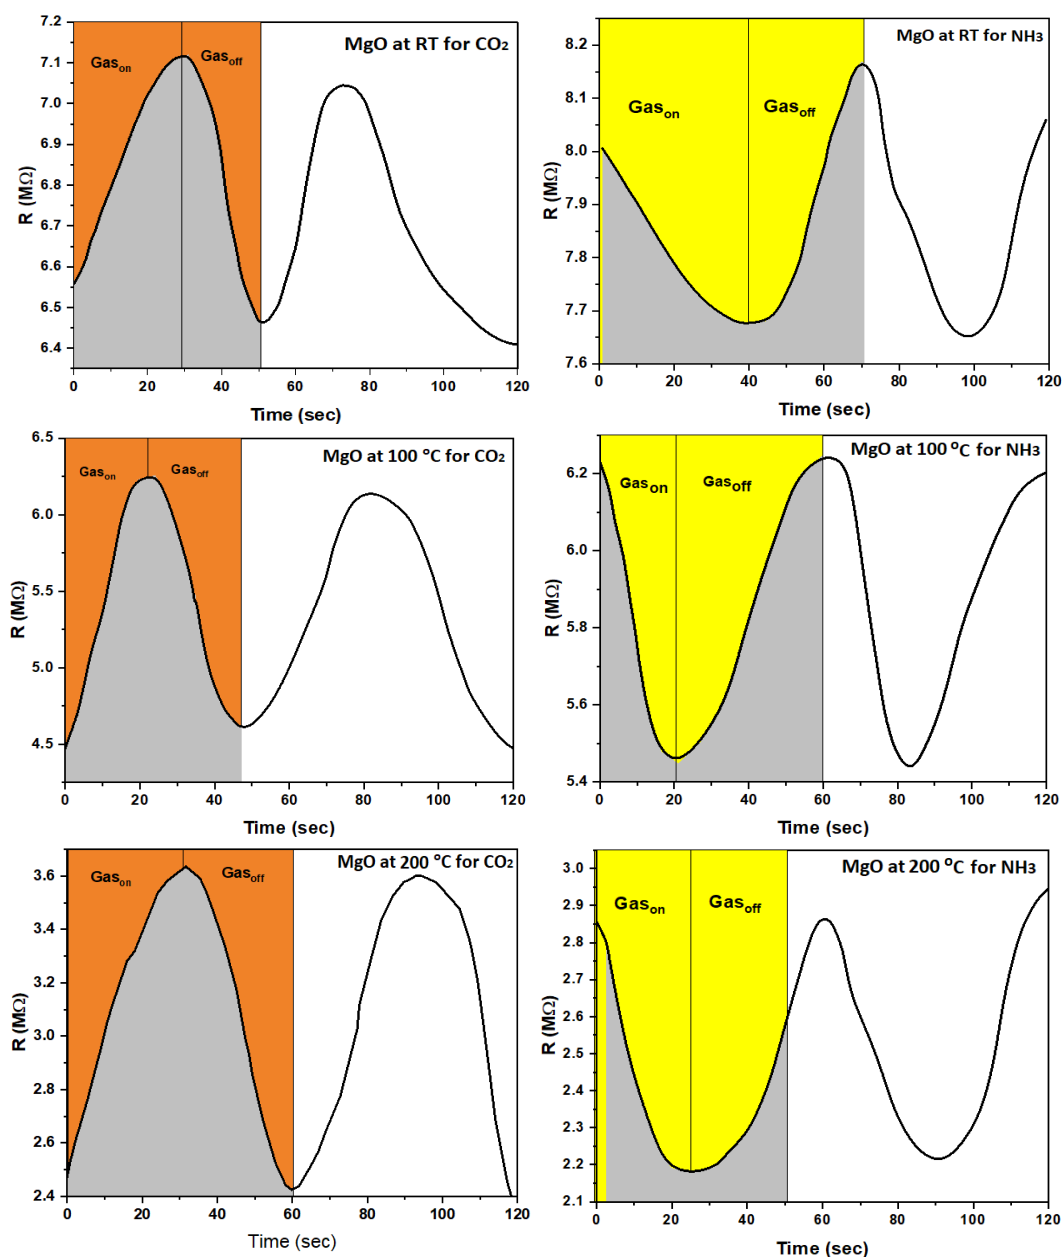 MgO at RT for CO₂
Gasₒₙ
Gasₒff
7.2
7.1
7.0
6.9
6.8
6.7
6.6
6.5
6.4
R (MΩ)
0 20 40 60 80 100 120
Time (sec)
MgO at RT for NH₃
Gasₒₙ
Gasₒff
8.2
8.1
8.0
7.9
7.8
7.7
7.6
R (MΩ)
0 20 40 60 80 100 120
Time (sec)
MgO at 100 °C for CO₂
Gasₒₙ
Gasₒff
6.5
6.0
5.5
5.0
4.5
R (MΩ)
0 20 40 60 80 100 120
Time (sec)
MgO at 100 °C for NH₃
Gasₒₙ
Gasₒff
6.2
6.0
5.8
5.6
5.4
R (MΩ)
0 20 40 60 80 100 120
Time (sec)
MgO at 200 °C for CO₂
Gasₒₙ
Gasₒff
3.6
3.4
3.2
3.0
2.8
2.6
2.4
R (MΩ)
0 20 40 60 80 100 120
Time (sec)
MgO at 200 °C for NH₃
Gasₒₙ
Gasₒff
3.0
2.9
2.8
2.7
2.6
2.5
2.4
2.3
2.2
2.1
R (MΩ)
0 20 40 60 80 100 120
Time (sec)